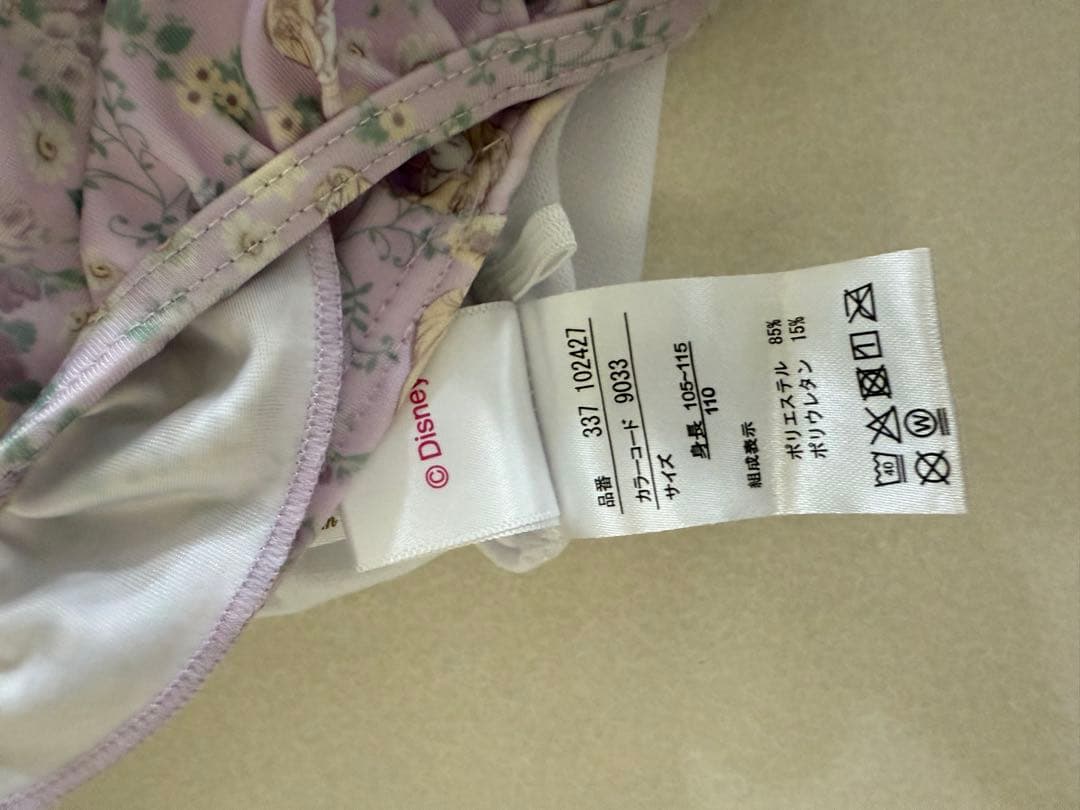 © Disney
品番 337 102427
カラーコード 9033
サイズ
身長 105-115
110
組成表示
ポリエステル 85%
ポリウレタン 15%
40
W